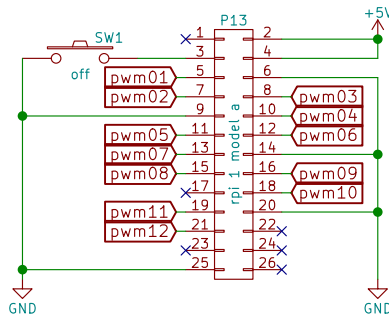 P13
+5V
SW1
off
1 2
3 4
pwm01 5 6
pwm02 7 8 pwm03
9 10 pwm04
pwm05 11 12 pwm06
pwm07 13 14
pwm08 15 16 pwm09
17 18 pwm10
pwm11 19 20
pwm12 21 22
23 24
25 26
rpi 1 model a
GND
GND